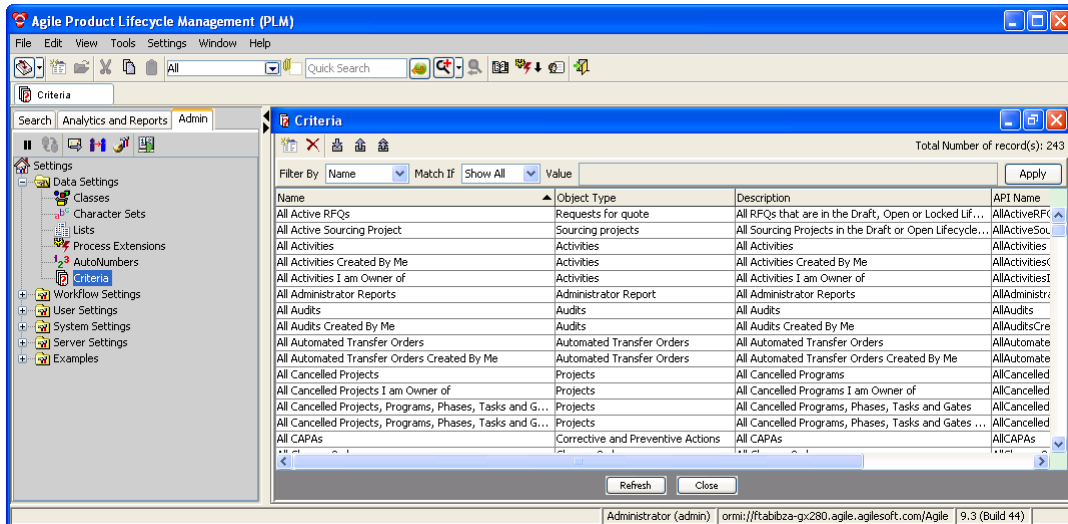 Agile Product Lifecycle Management (PLM)
File Edit View Tools Settings Window Help
All Quick Search
Criteria
Search Analytics and Reports Admin
Settings
Data Settings
Classes
Character Sets
Lists
Process Extensions
AutoNumbers
Criteria
Workflow Settings
User Settings
System Settings
Server Settings
Examples
Criteria
Total Number of record(s): 243
Filter By Name Match If Show All Value Apply
Name Object Type Description API Name
All Active RFQs Requests for quote All RFQs that are in the Draft, Open or Locked Lif... AllActiveRFQ
All Active Sourcing Project Sourcing projects All Sourcing Projects in the Draft or Open Lifecycle... AllActiveSou
All Activities Activities All Activities AllActivities
All Activities Created By Me Activities All Activities Created By Me AllActivitiesC
All Activities I am Owner of Activities All Activities I am Owner of AllActivitiesI
All Administrator Reports Administrator Report All Administrator Reports AllAdministra
All Audits Audits All Audits AllAudits
All Audits Created By Me Audits All Audits Created By Me AllAuditsCre
All Automated Transfer Orders Automated Transfer Orders All Automated Transfer Orders AllAutomate
All Automated Transfer Orders Created By Me Automated Transfer Orders All Automated Transfer Orders Created By Me AllAutomate
All Cancelled Projects Projects All Cancelled Programs AllCancelled
All Cancelled Projects I am Owner of Projects All Cancelled Programs I am Owner of AllCancelled
All Cancelled Projects, Programs, Phases, Tasks and G... Projects All Cancelled Programs, Phases, Tasks and Gates AllCancelled
All Cancelled Projects, Programs, Phases, Tasks and G... Projects All Cancelled Programs, Phases, Tasks and Gates ... AllCancelled
All CAPAs Corrective and Preventive Actions All CAPAs AllCAPAs
Refresh Close
Administrator (admin) ormi://ftabibza-gx280.agile.agilesoft.com/Agile 9.3 (Build 44)